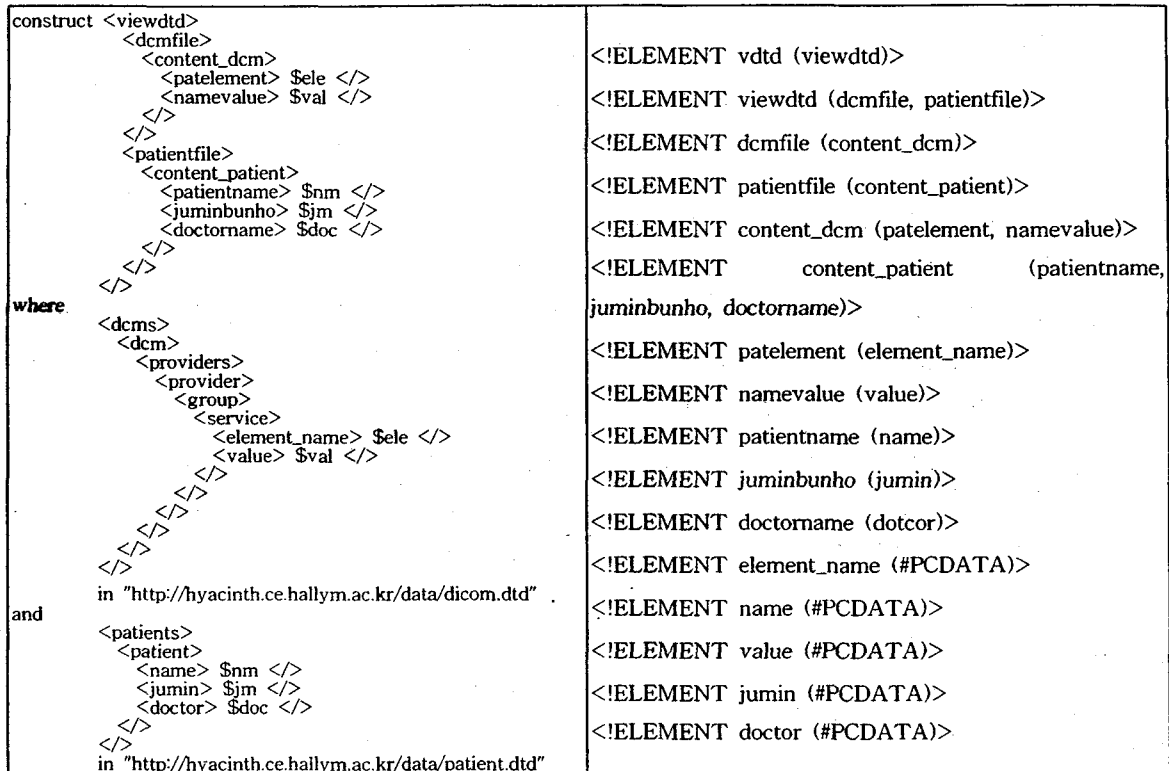 construct <viewdtd>
<dcmfile>
<content_dcm>
<patelement> $ele </>
<namevalue> $val </>
</>
</>
<patientfile>
<content_patient>
<patientname> $nm </>
<juminbunho> $jm </>
<doctorname> $doc </>
</>
</>
</>
where
<dcms>
<dcm>
<providers>
<provider>
<group>
<service>
<element_name> $ele </>
<value> $val </>
</>
</>
</>
</>
</>
</>
in "http://hyacinth.ce.hallym.ac.kr/data/dicom.dtd"
and
<patients>
<patient>
<name> $nm </>
<jumin> $jm </>
<doctor> $doc </>
</>
</>
in "http://hyacinth.ce.hallym.ac.kr/data/patient.dtd"
<!ELEMENT vdtd (viewdtd)>
<!ELEMENT viewdtd (dcmfile, patientfile)>
<!ELEMENT dcmfile (content_dcm)>
<!ELEMENT patientfile (content_patient)>
<!ELEMENT content_dcm (patelement, namevalue)>
<!ELEMENT content_patient (patientname,
juminbunho, doctorname)>
<!ELEMENT patelement (element_name)>
<!ELEMENT namevalue (value)>
<!ELEMENT patientname (name)>
<!ELEMENT juminbunho (jumin)>
<!ELEMENT doctorname (dotcor)>
<!ELEMENT element_name (#PCDATA)>
<!ELEMENT name (#PCDATA)>
<!ELEMENT value (#PCDATA)>
<!ELEMENT jumin (#PCDATA)>
<!ELEMENT doctor (#PCDATA)>